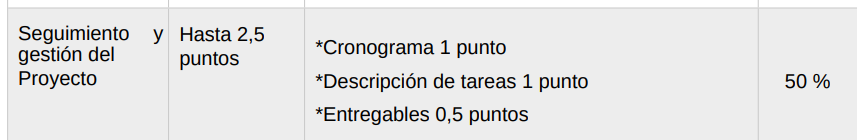 Seguimiento y
gestión del
Proyecto
Hasta 2,5
puntos
*Cronograma 1 punto
*Descripción de tareas 1 punto
*Entregables 0,5 puntos
50 %